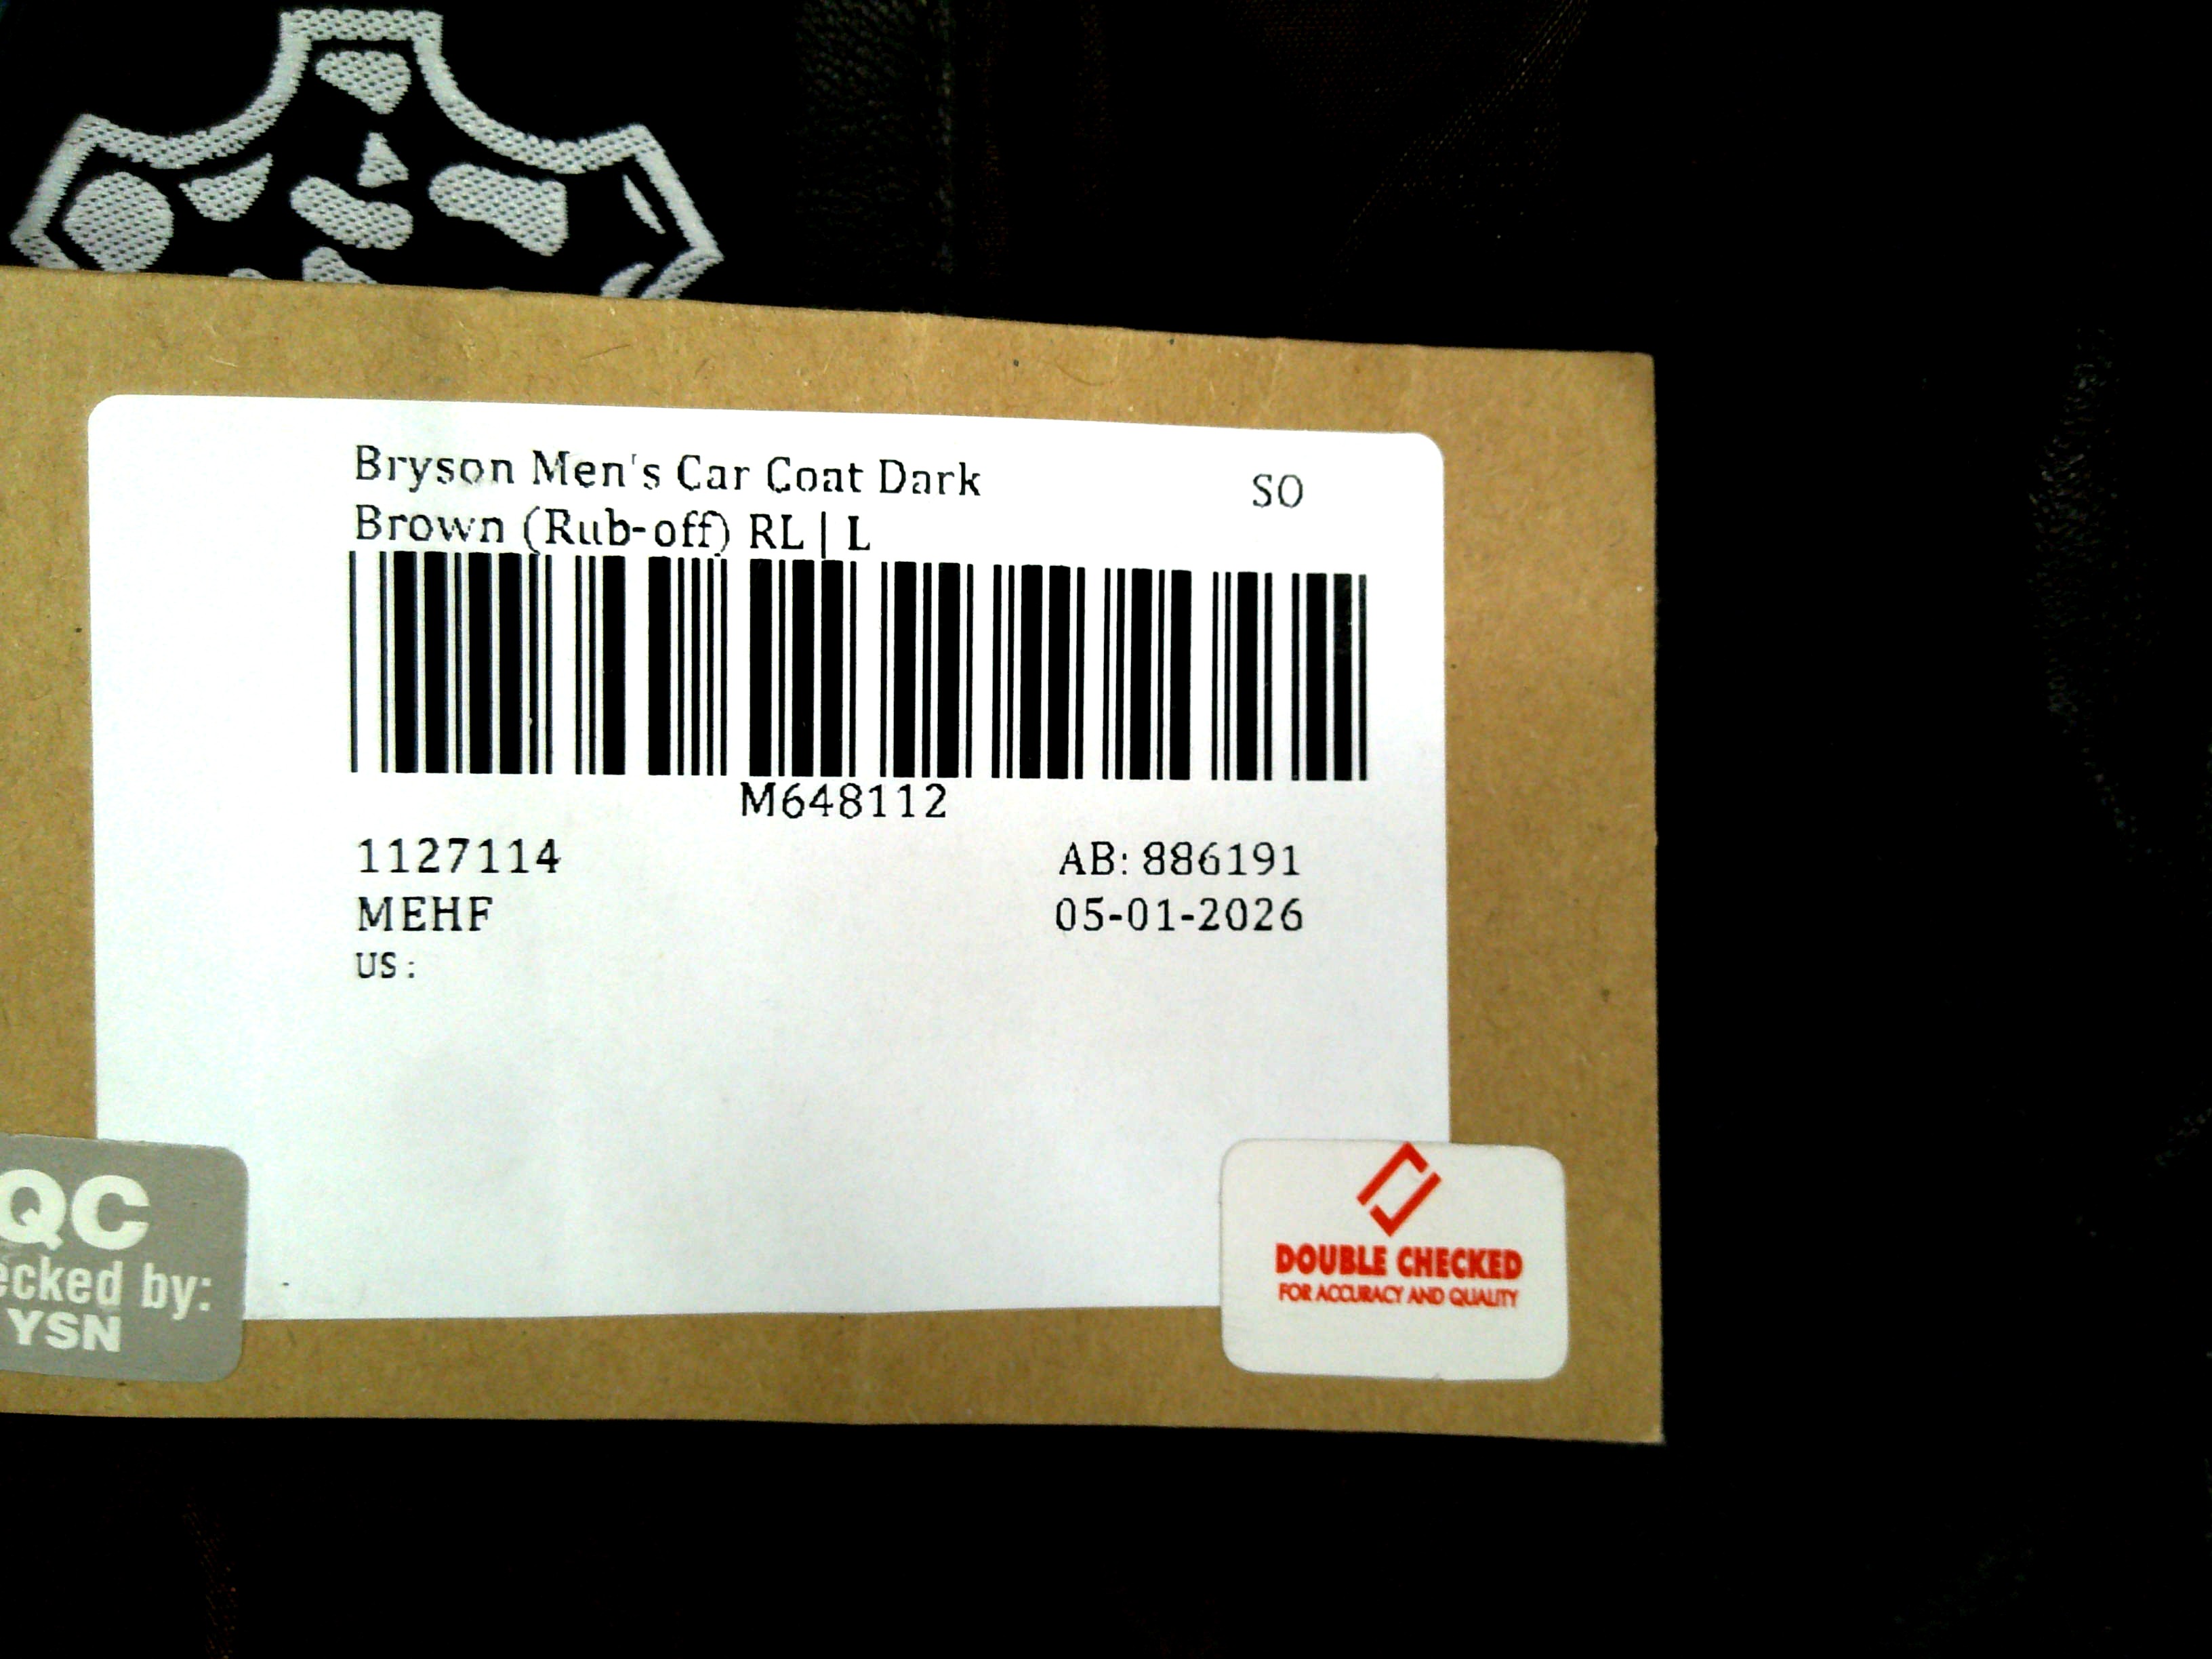 Bryson Men's Car Coat Dark
Brown (Rub-off) RL | L
SO
M648112
1127114
AB: 886191
MEHF
05-01-2026
US:
QC
ecked by:
YSN
DOUBLE CHECKED
FOR ACCURACY AND QUALITY